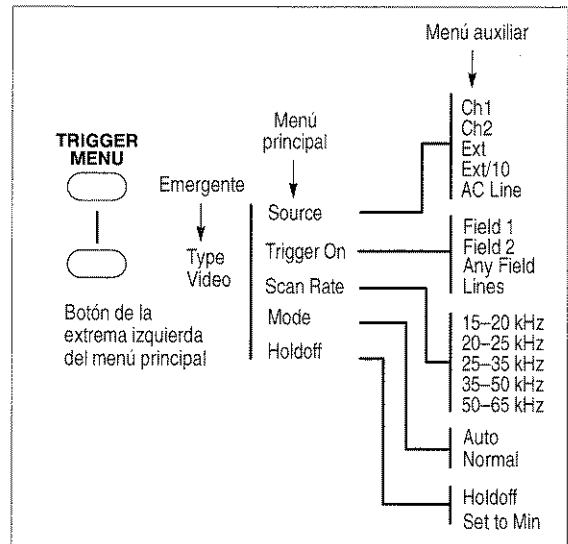 Menú auxiliar
Ch1
Ch2
Ext
Ext/10
AC Line
Menú
principal
TRIGGER
MENU
Emergente
Source
Field 1
Field 2
Any Field
Lines
Type
Video
Trigger On
Scan Rate
Botón de la
extrema izquierda
del menú principal
Mode
Holdoff
15–20 kHz
20–25 kHz
25–35 kHz
35–50 kHz
50–65 kHz
Auto
Normal
Holdoff
Set to Min